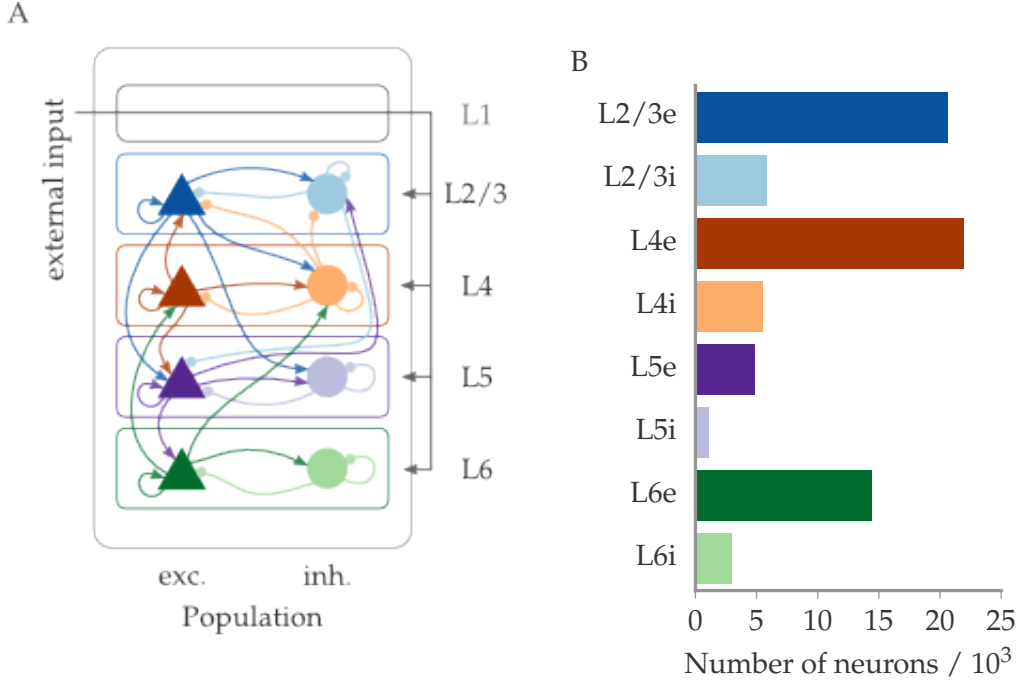 A
external input
L1
L2/3
L4
L5
L6
exc.
inh.
Population
B
L2/3e
L2/3i
L4e
L4i
L5e
L5i
L6e
L6i
0 5 10 15 20 25
Number of neurons / 10³